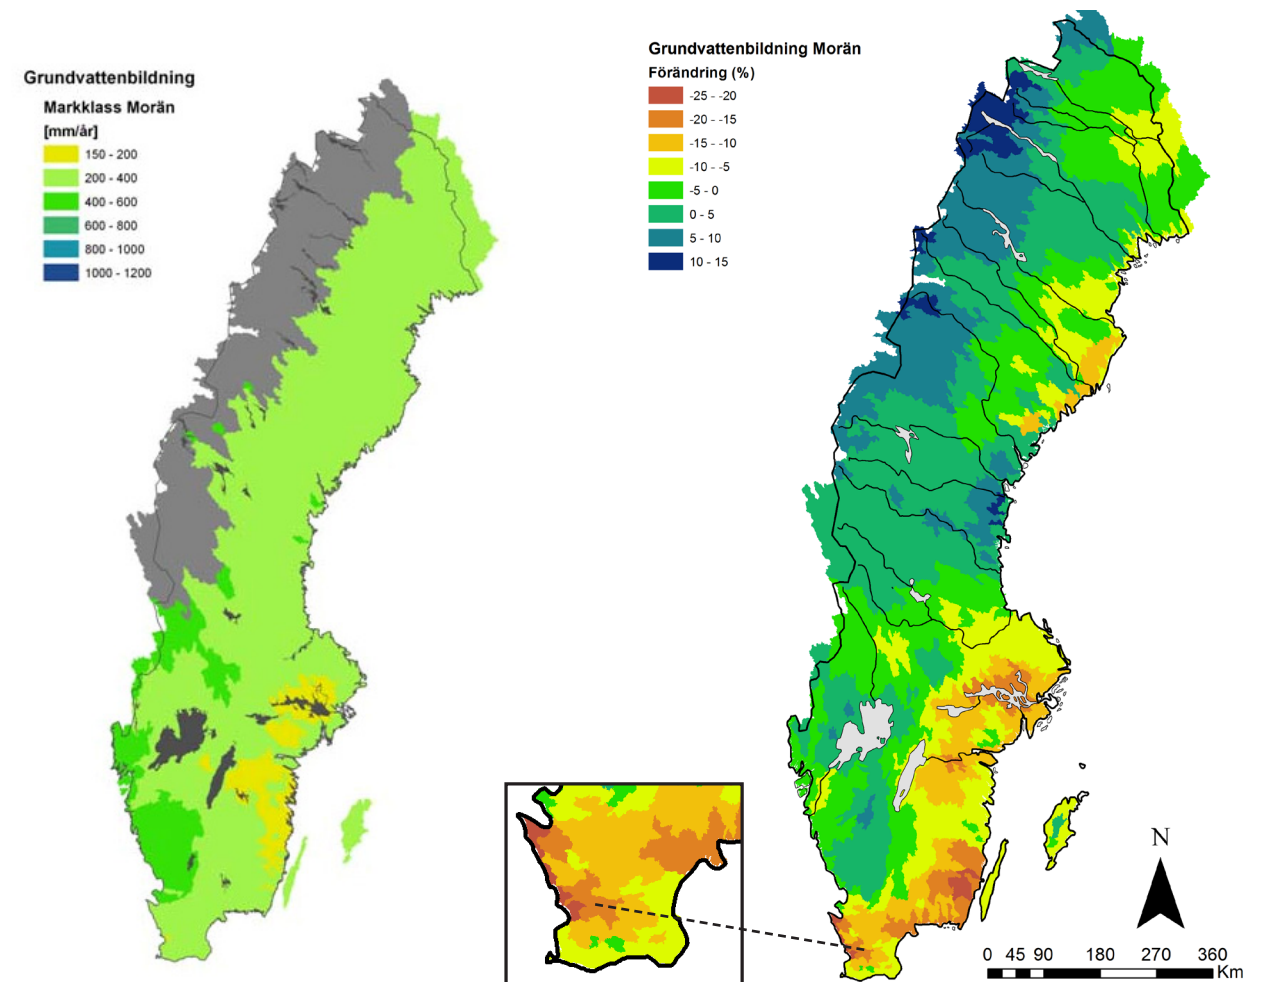 Grundvattenbildning
Markklass Morän
[mm/år]
150 - 200
200 - 400
400 - 600
600 - 800
800 - 1000
1000 - 1200
Grundvattenbildning Morän
Förändring (%)
-25 - -20
-20 - -15
-15 - -10
-10 - -5
-5 - 0
0 - 5
5 - 10
10 - 15
N
0 45 90 180 270 360
Km